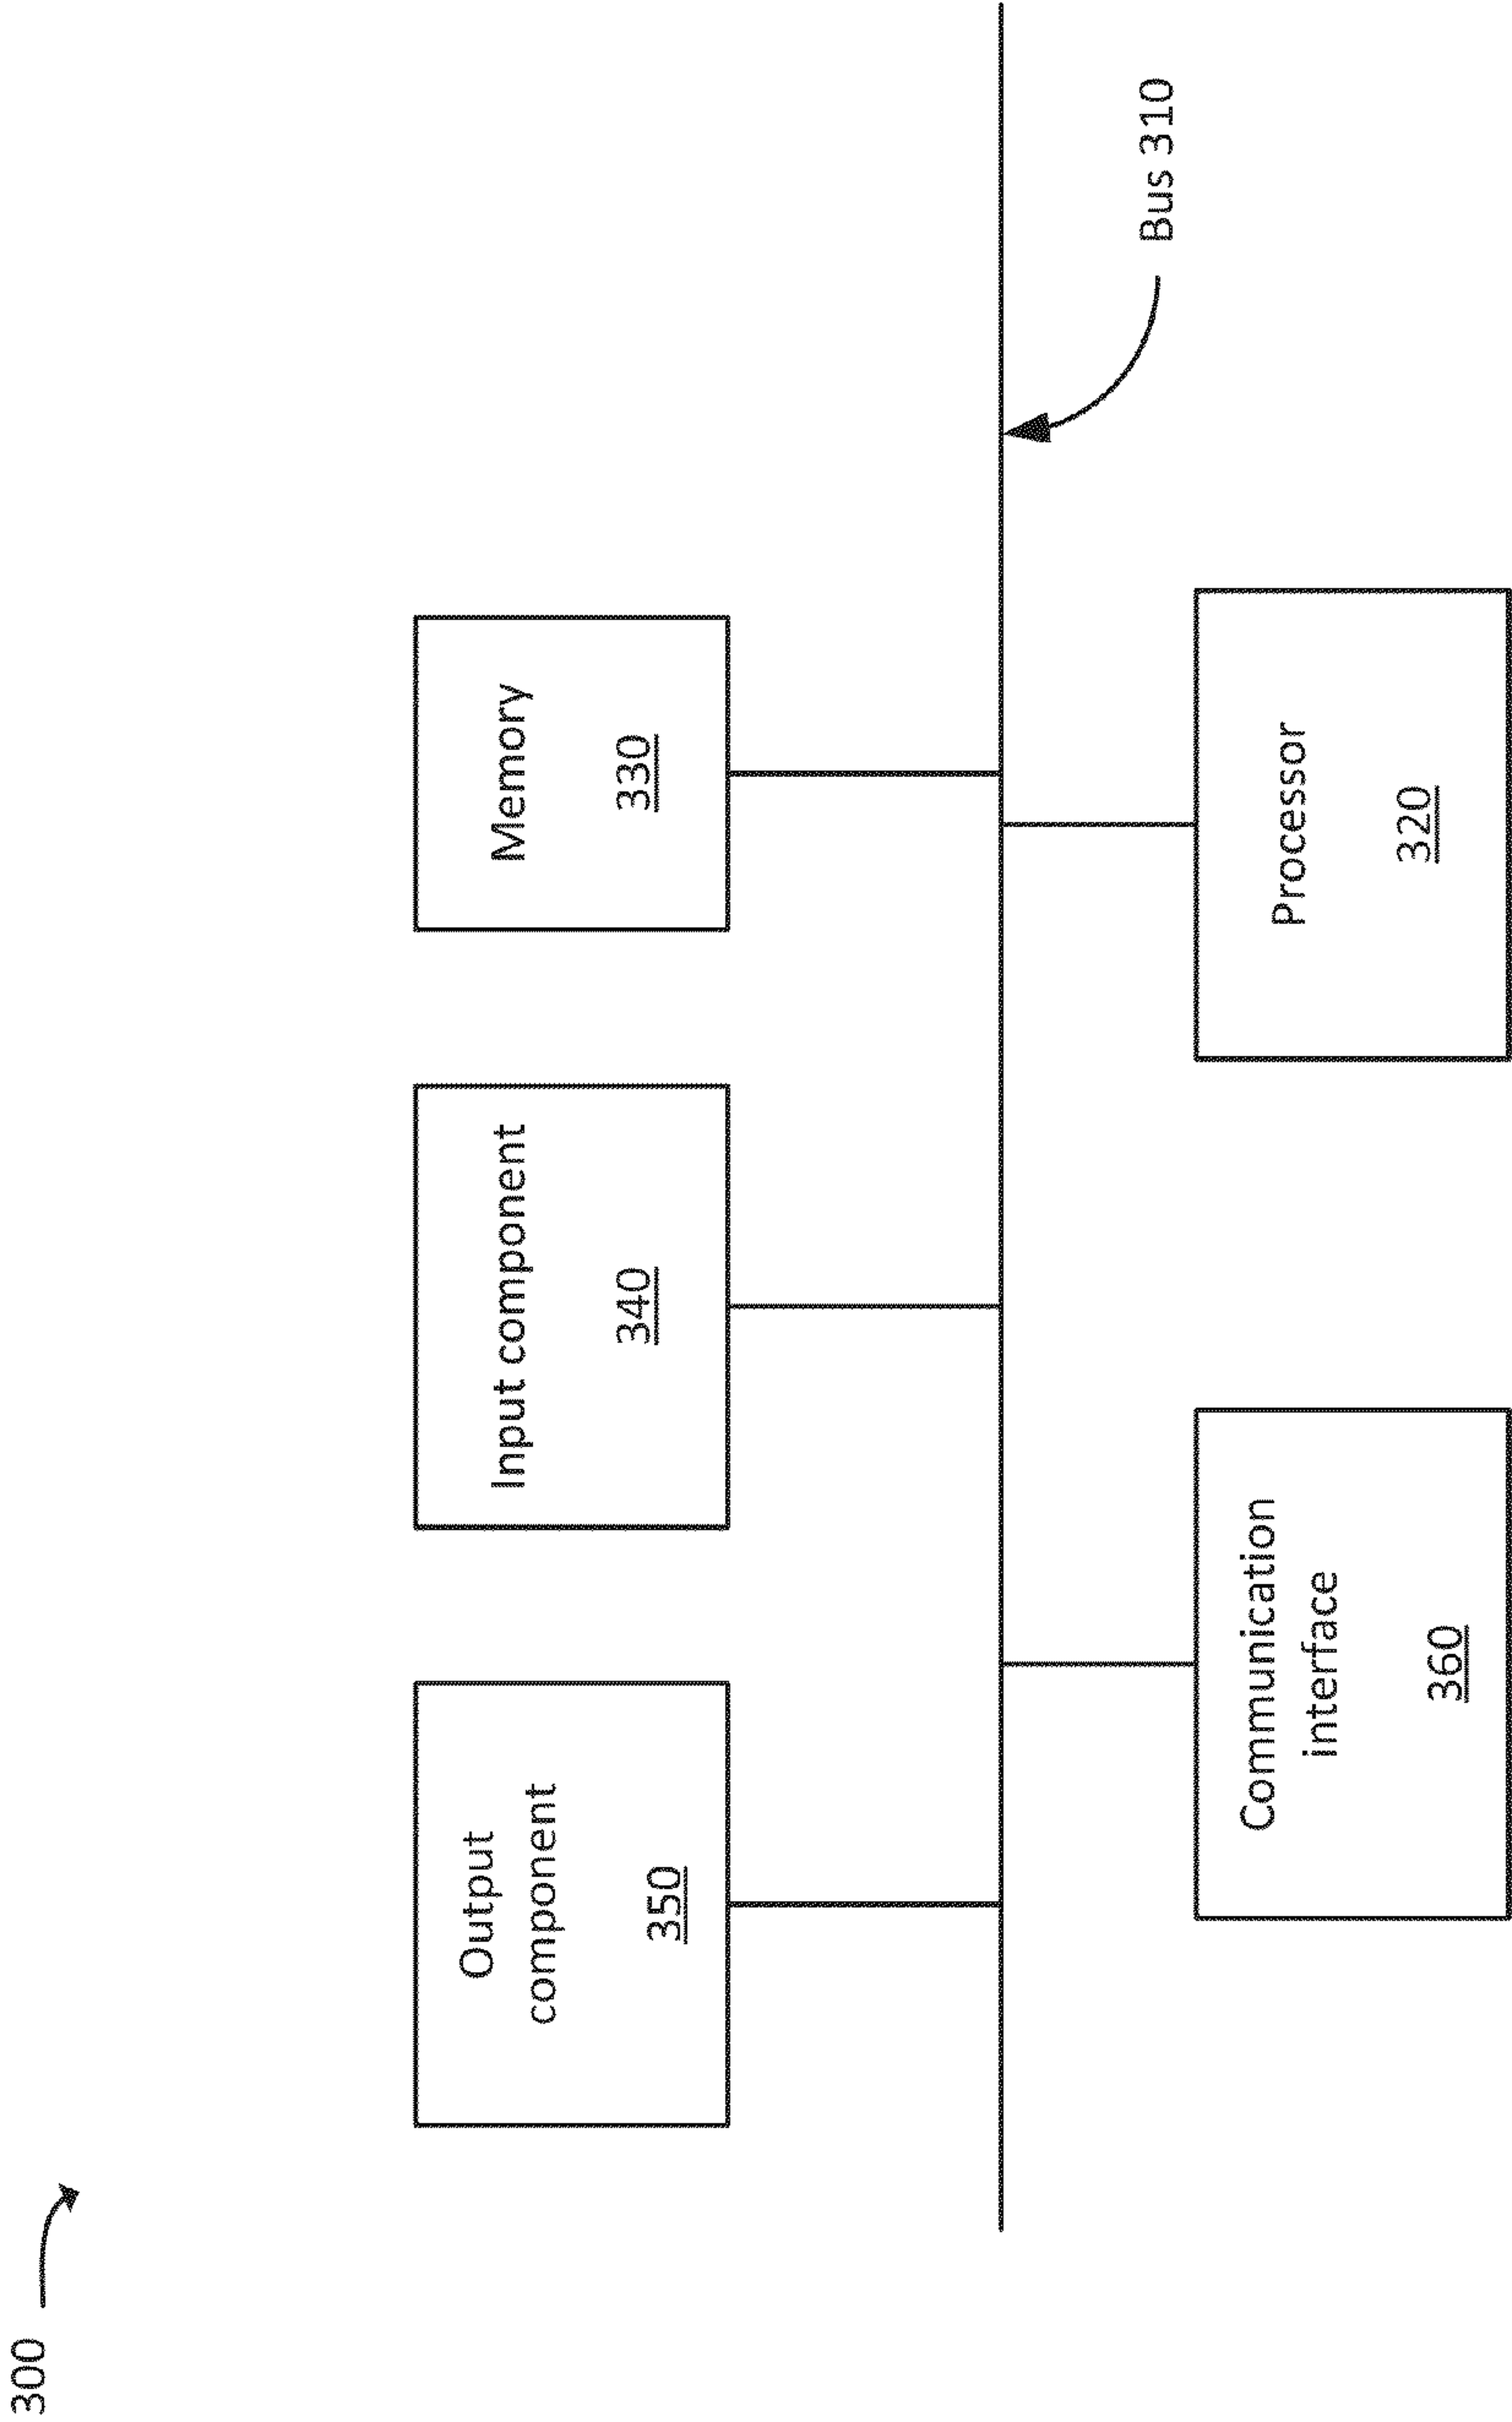 300
Output
component
350
Input component
340
Memory
330
Bus 310
Communication
interface
360
Processor
320